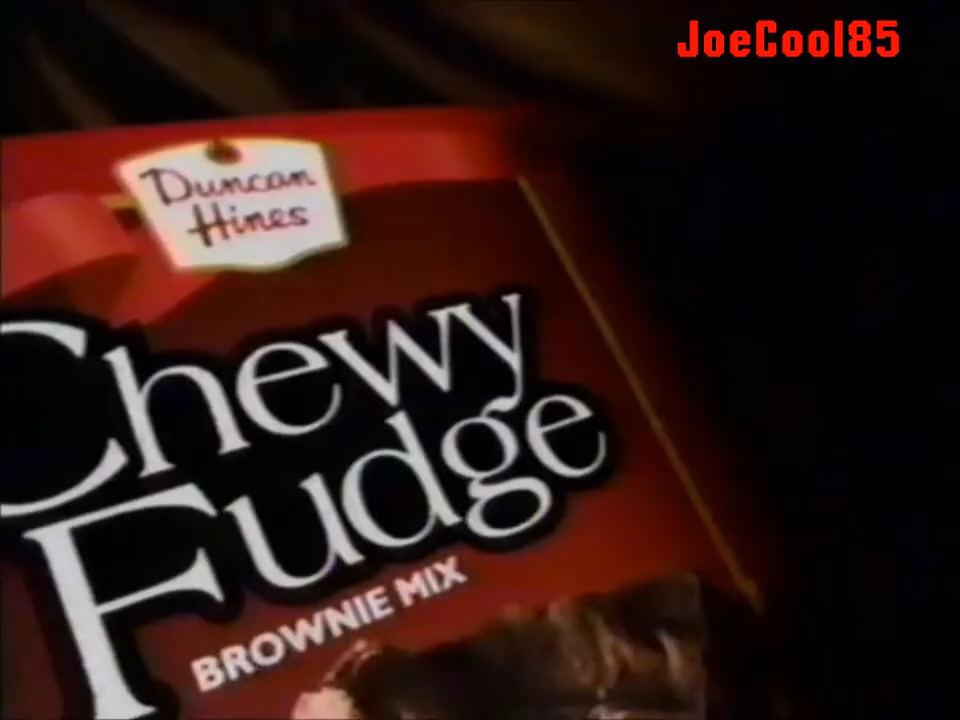 JoeCool85
Duncan
Hines
Chewy
Fudge
BROWNIE MIX